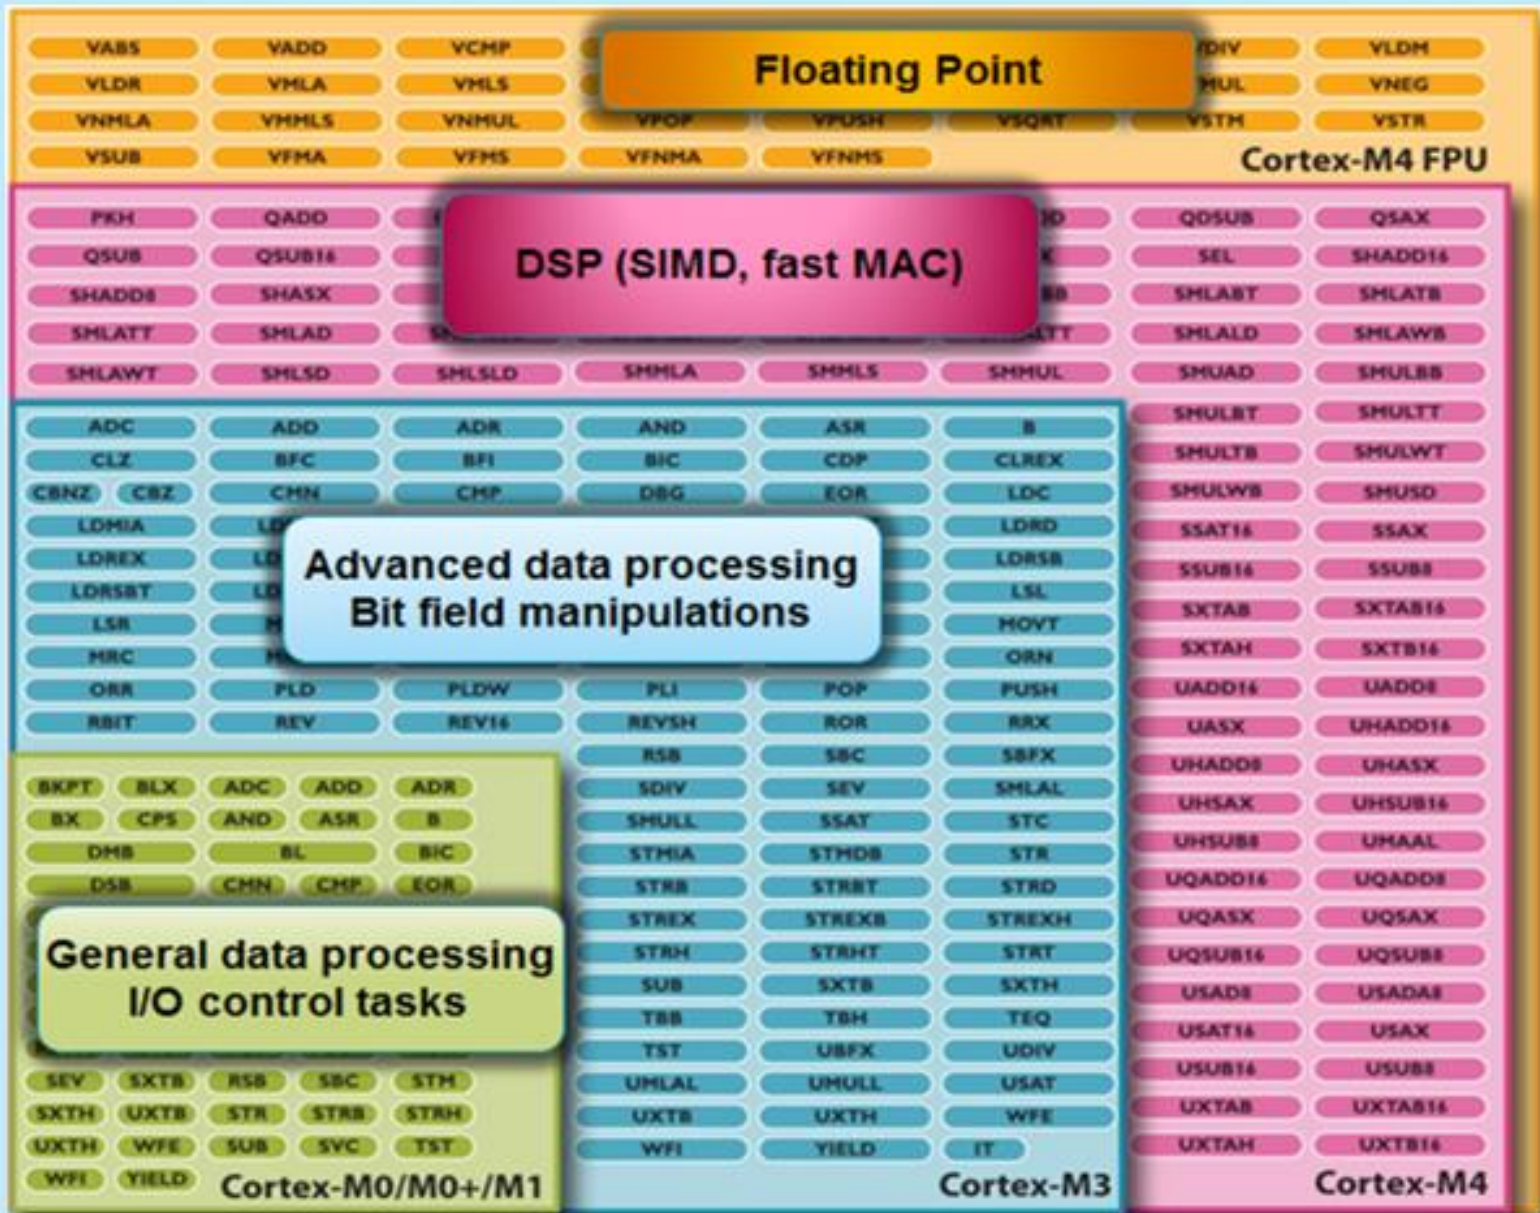 VABS VADD VCMP Floating Point VLDM
VLDR VMLA VMLS VNEG
VNMLA VMMLS VNMUL VPOP VPUSH VSQRT VSTM VSTR
VSUB VFMA VFMS VFNMA VFNMS Cortex-M4 FPU
PKH QADD QDSUB QSAX
QSUB QSUB16 DSP (SIMD, fast MAC) SEL SHADD16
SHADD8 SHASX SMLABT SMLATB
SMLATT SMLAD SMLALD SMLAWB
SMLAWT SMLSD SMLSLD SMMLA SMMLS SMMUL SMUAD SMULBB
ADC ADD ADR AND ASR B SMULBT SMULTT
CLZ BFC BFI BIC CDP CLREX SMULTB SMULWT
CBNZ CBZ CMN CMP DBG EOR LDC SMULWB SMUSD
LDMIA LDRD SSAT16 SSAX
LDREX Advanced data processing LDRSB SSUB16 SSUB8
LDRSBT Bit field manipulations LSL SXTAB SXTAB16
LSR MOVT
MRC ORN SXTAH SXTB16
ORR PLD PLDW PLI POP PUSH UADD16 UADD8
RBIT REV REV16 REVSH ROR RRX UASX UHADD16
RSB SBC SBFX UHADD8 UHASX
BKPT BLX ADC ADD ADR SDIV SEV SMLAL UHSAX UHSUB16
BX CPS AND ASR B SMULL SSAT STC
DMB BL BIC STMIA STMDB STR UHSUB8 UMAAL
DSB CMN CMP EOR STRB STRBT STRD UQADD16 UQADD8
STREX STREXB STREXH UQASX UQSAX
General data processing STRH STRHT STRT UQSUB16 UQSUB8
I/O control tasks SUB SXTB SXTH USAD8 USADA8
TBB TBH TEQ USAT16 USAX
TST UBFX UDIV
SEV SXTB RSB SBC STM UMLAL UMULL USAT USUB16 USUB8
SXTH UXTB STR STRB STRH UXTB UXTH WFE UXTAB UXTAB16
UXTH WFE SUB SVC TST WFI YIELD IT UXTAH UXTB16
WFI YIELD Cortex-M0/M0+/M1 Cortex-M3 Cortex-M4